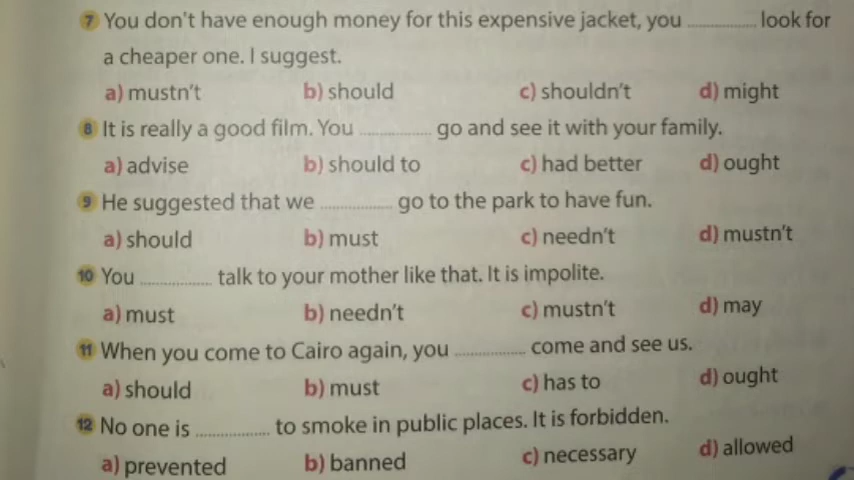 7 You don't have enough money for this expensive jacket, you ............ look for
a cheaper one. I suggest.
a) mustn't b) should c) shouldn't d) might
8 It is really a good film. You ............ go and see it with your family.
a) advise b) should to c) had better d) ought
9 He suggested that we ............ go to the park to have fun.
a) should b) must c) needn't d) mustn't
10 You ............ talk to your mother like that. It is impolite.
a) must b) needn't c) mustn't d) may
11 When you come to Cairo again, you ............ come and see us.
a) should b) must c) has to d) ought
12 No one is ............ to smoke in public places. It is forbidden.
a) prevented b) banned c) necessary d) allowed